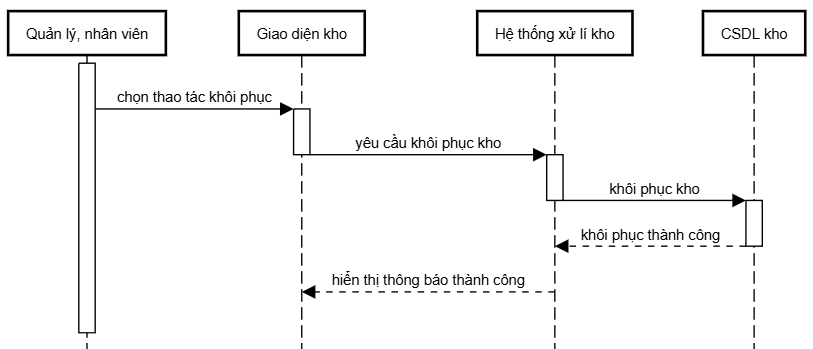 Quản lý, nhân viên
Giao diện kho
Hệ thống xử lí kho
CSDL kho
chọn thao tác khôi phục
yêu cầu khôi phục kho
khôi phục kho
khôi phục thành công
hiển thị thông báo thành công